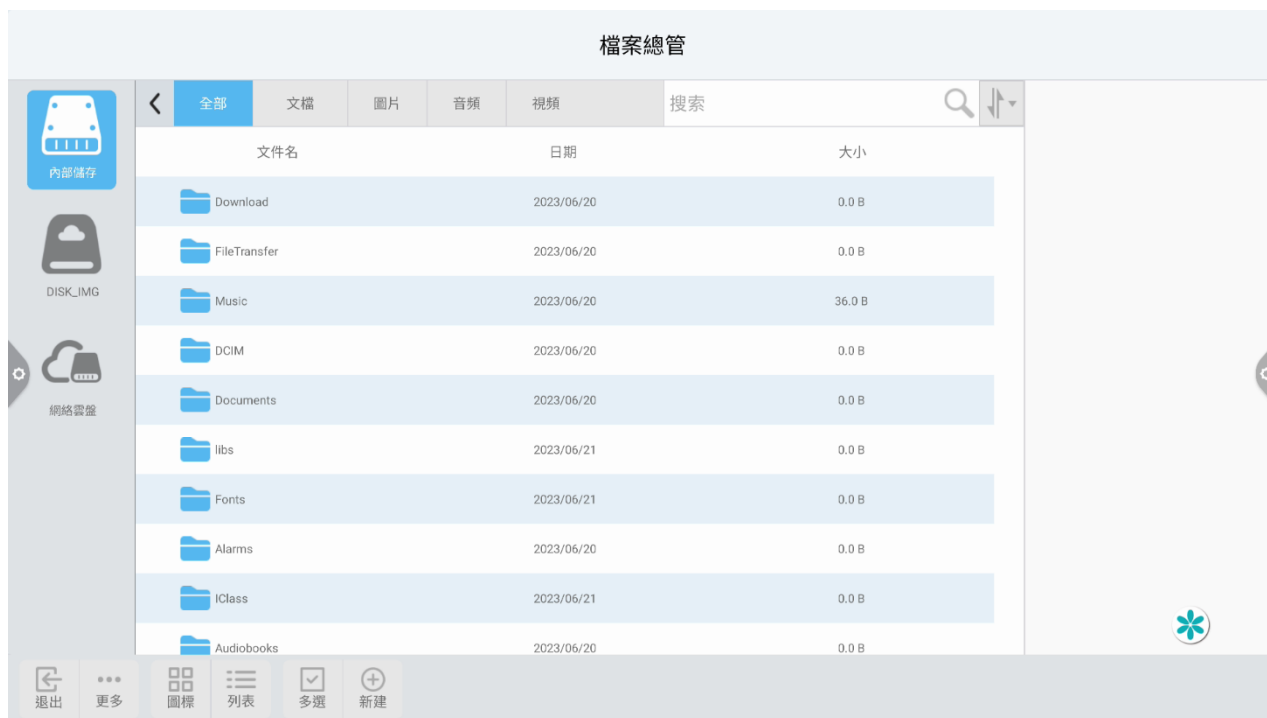 檔案總管
全部 文檔 圖片 音頻 視頻 搜索
內部儲存
文件名 日期 大小
Download 2023/06/20 0.0 B
FileTransfer 2023/06/20 0.0 B
DISK_IMG
Music 2023/06/20 36.0 B
DCIM 2023/06/20 0.0 B
網絡雲盤
Documents 2023/06/20 0.0 B
libs 2023/06/21 0.0 B
Fonts 2023/06/21 0.0 B
Alarms 2023/06/20 0.0 B
IClass 2023/06/21 0.0 B
Audiobooks 2023/06/20 0.0 B
退出 更多 圖標 列表 多選 新建